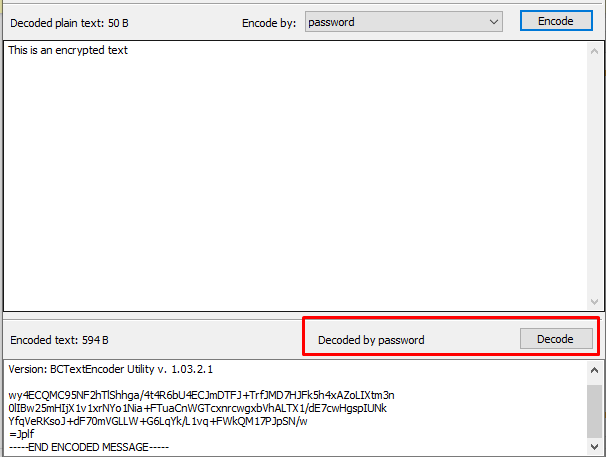 Decoded plain text: 50 B Encode by: password Encode
This is an encrypted text
Encoded text: 594 B Decoded by password Decode
Version: BCTextEncoder Utility v. 1.03.2.1
wy4ECQMC95NF2hTlShhga/4t4R6bU4ECJmDTFJ+TrfJMD7HJFk5h4xAZoLIXtm3n
0lIBw25mHIjX1v1xrNYo1Nia+FTuaCnWGTcxnrcwgxbVhALTX1/dE7cwHgspIUNk
YfqVeRKsoJ+dF70mVGLLW+G6LqYk/L1vq+FWkQM17PJpSN/w
=Jplf
-----END ENCODED MESSAGE-----